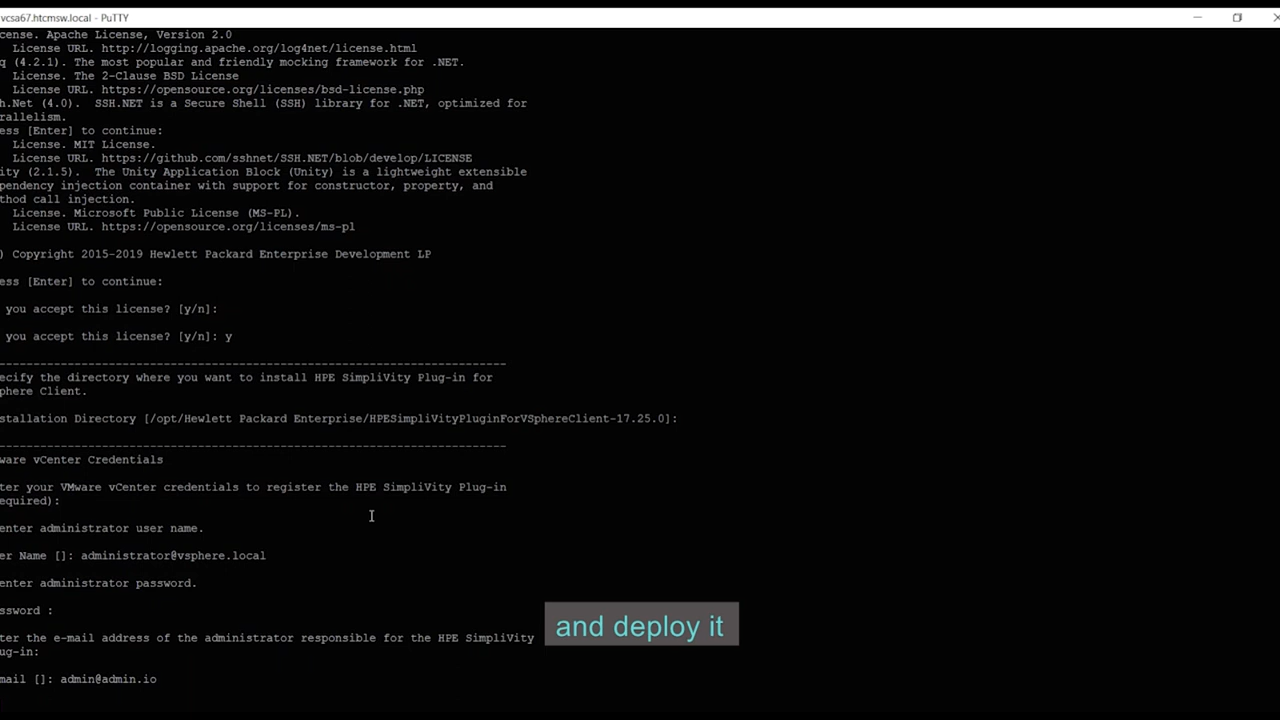 vcsa67.htcmsw.local - PuTTY
cense. Apache License, Version 2.0
License URL. http://logging.apache.org/log4net/license.html
q (4.2.1). The most popular and friendly mocking framework for .NET.
License. The 2-Clause BSD License
License URL. https://opensource.org/licenses/bsd-license.php
h.Net (4.0).  SSH.NET is a Secure Shell (SSH) library for .NET, optimized for
rallelism.
ess [Enter] to continue:
License. MIT License.
License URL. https://github.com/sshnet/SSH.NET/blob/develop/LICENSE
ity (2.1.5).  The Unity Application Block (Unity) is a lightweight extensible
pendency injection container with support for constructor, property, and
thod call injection.
License. Microsoft Public License (MS-PL).
License URL. https://opensource.org/licenses/ms-pl
) Copyright 2015-2019 Hewlett Packard Enterprise Development LP
ess [Enter] to continue:
you accept this license? [y/n]:
you accept this license? [y/n]: y
--------------------------------------------------------------------------
ecify the directory where you want to install HPE SimpliVity Plug-in for
phere Client.
stallation Directory [/opt/Hewlett Packard Enterprise/HPESimpliVityPluginForVSphereClient-17.25.0]:
--------------------------------------------------------------------------
ware vCenter Credentials
ter your VMware vCenter credentials to register the HPE SimpliVity Plug-in
equired):
enter administrator user name.
er Name []: administrator@vsphere.local
enter administrator password.
ssword :
ter the e-mail address of the administrator responsible for the HPE SimpliVity
ug-in:
mail []: admin@admin.io
and deploy it